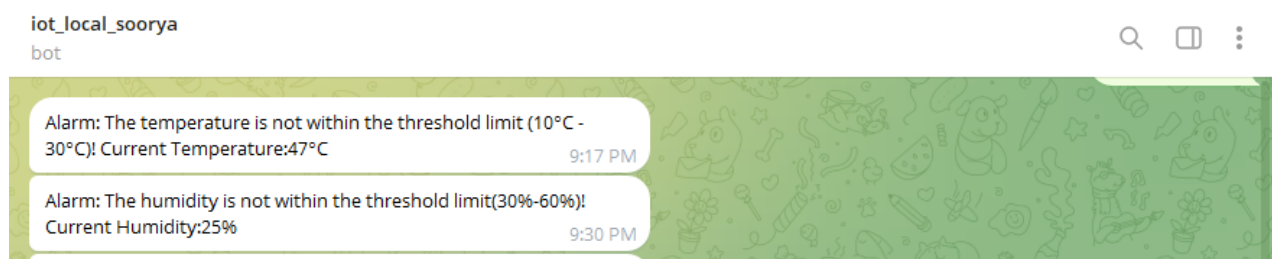 iot_local_soorya
bot
Alarm: The temperature is not within the threshold limit (10°C -
30°C)! Current Temperature:47°C
9:17 PM
Alarm: The humidity is not within the threshold limit(30%-60%)!
Current Humidity:25%
9:30 PM